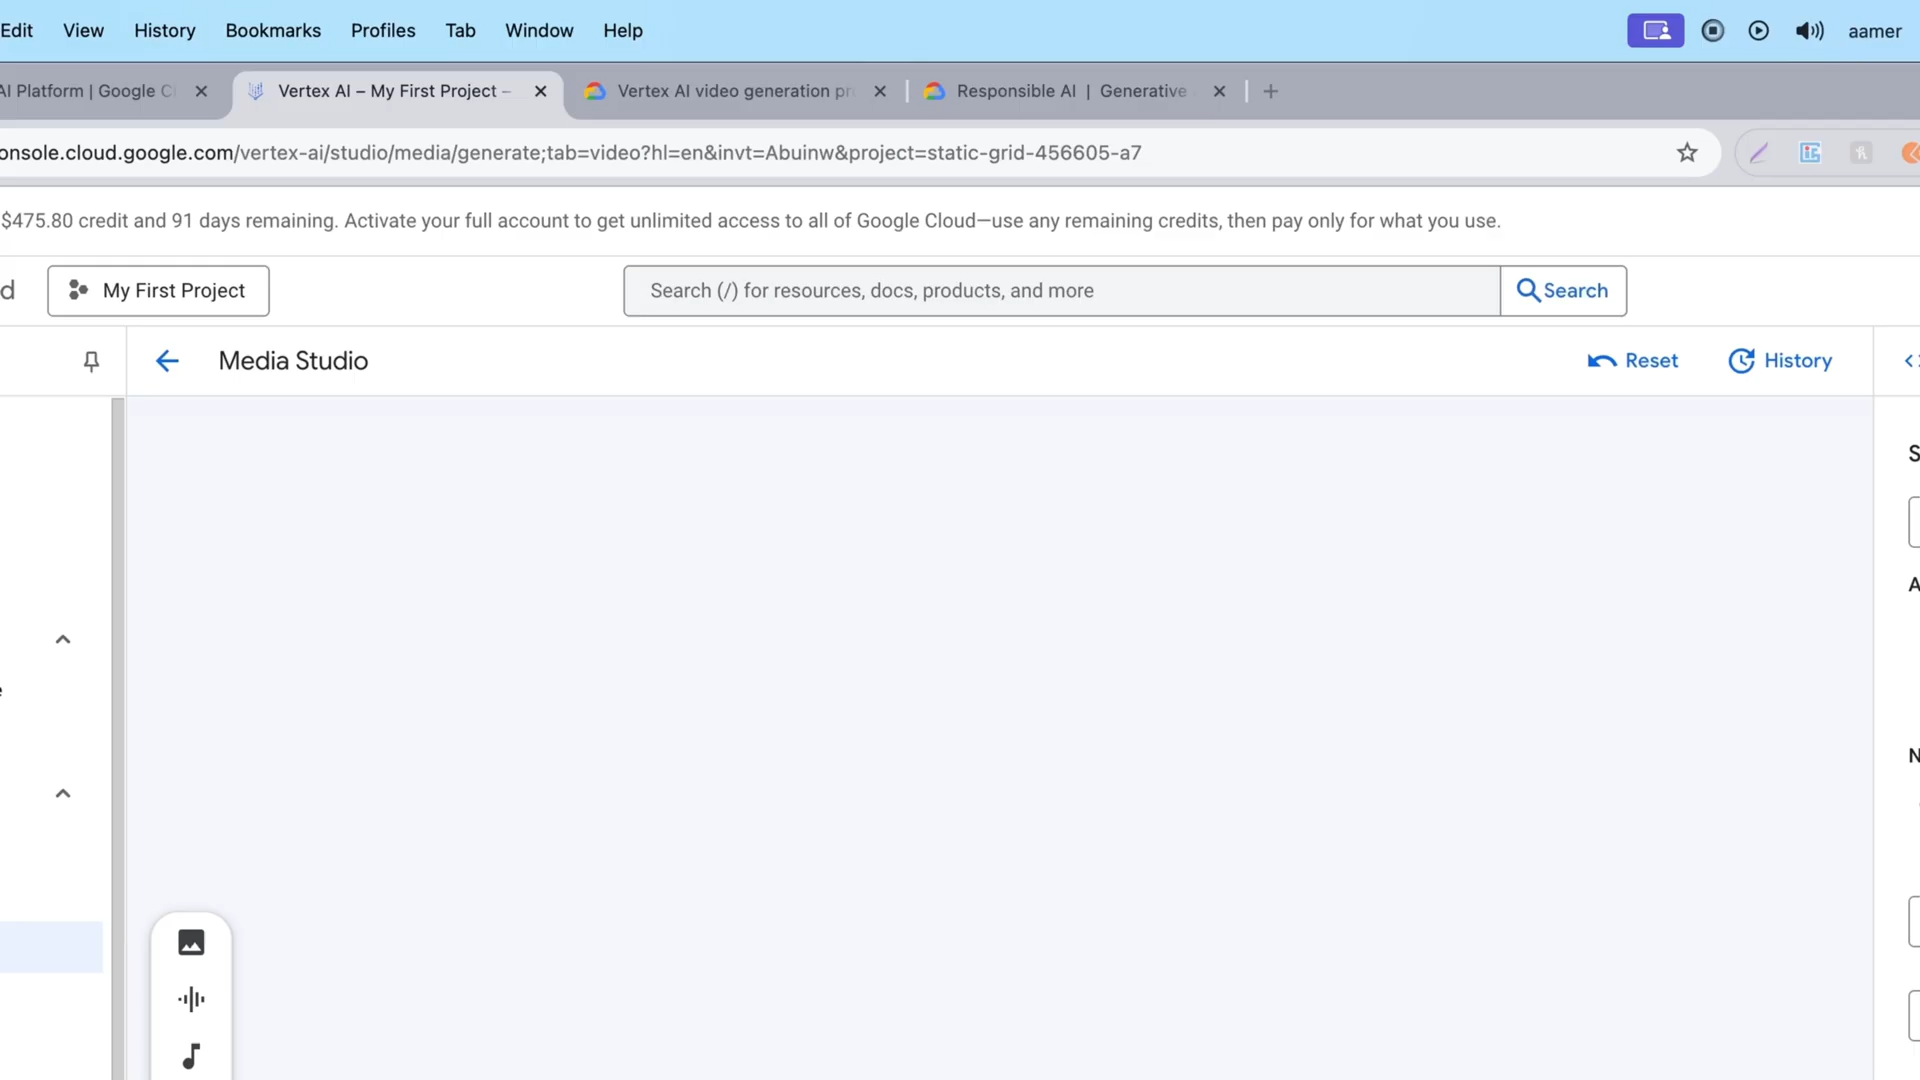 Edit View History Bookmarks Profiles Tab Window Help aamer
AI Platform | Google C Vertex AI – My First Project – Vertex AI video generation pr Responsible AI | Generative
onsole.cloud.google.com/vertex-ai/studio/media/generate;tab=video?hl=en&invt=Abuinw&project=static-grid-456605-a7
$475.80 credit and 91 days remaining. Activate your full account to get unlimited access to all of Google Cloud—use any remaining credits, then pay only for what you use.
d My First Project Search (/) for resources, docs, products, and more Search
Media Studio Reset History
S
A
e
N